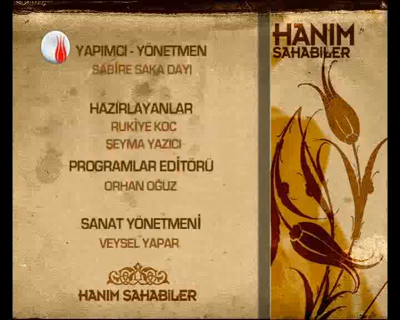 YAPIMCI - YÖNETMEN
SABİRE SAKA DAYI
HAZIRLAYANLAR
RUKİYE KOC
ŞEYMA YAZICI
PROGRAMLAR EDİTÖRÜ
ORHAN OĞUZ
SANAT YÖNETMENİ
VEYSEL YAPAR
HANIM SAHABİLER
HANIM
SAHABİLER